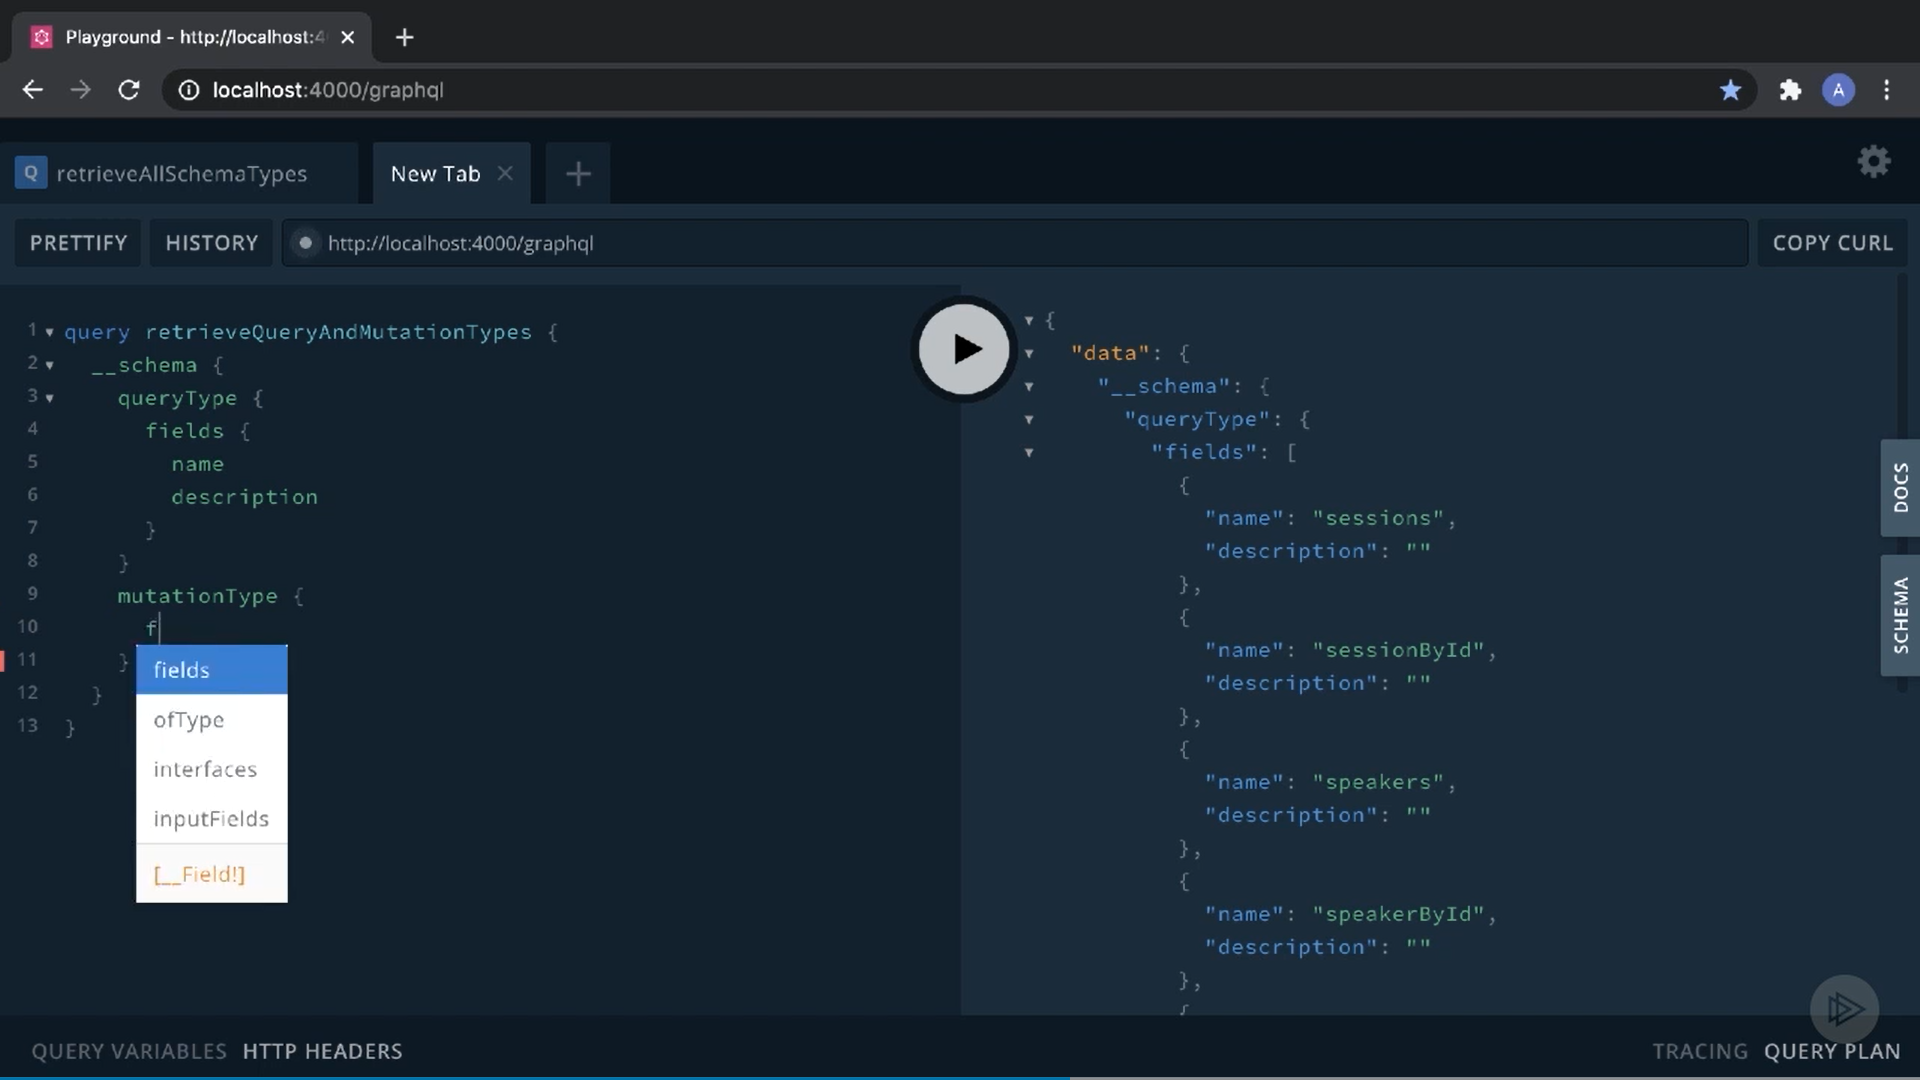 Playground - http://localhost:4
localhost:4000/graphql
A
Q retrieveAllSchemaTypes
New Tab
PRETTIFY
HISTORY
http://localhost:4000/graphql
COPY CURL
1 query retrieveQueryAndMutationTypes {
2 __schema {
3 queryType {
4 fields {
5 name
6 description
7 }
8 }
9 mutationType {
10 f
11 }
12 }
13 }
fields
ofType
interfaces
inputFields
[__Field!]
{
"data": {
"__schema": {
"queryType": {
"fields": [
{
"name": "sessions",
"description": ""
},
{
"name": "sessionById",
"description": ""
},
{
"name": "speakers",
"description": ""
},
{
"name": "speakerById",
"description": ""
},
{
DOCS
SCHEMA
QUERY VARIABLES
HTTP HEADERS
TRACING
QUERY PLAN